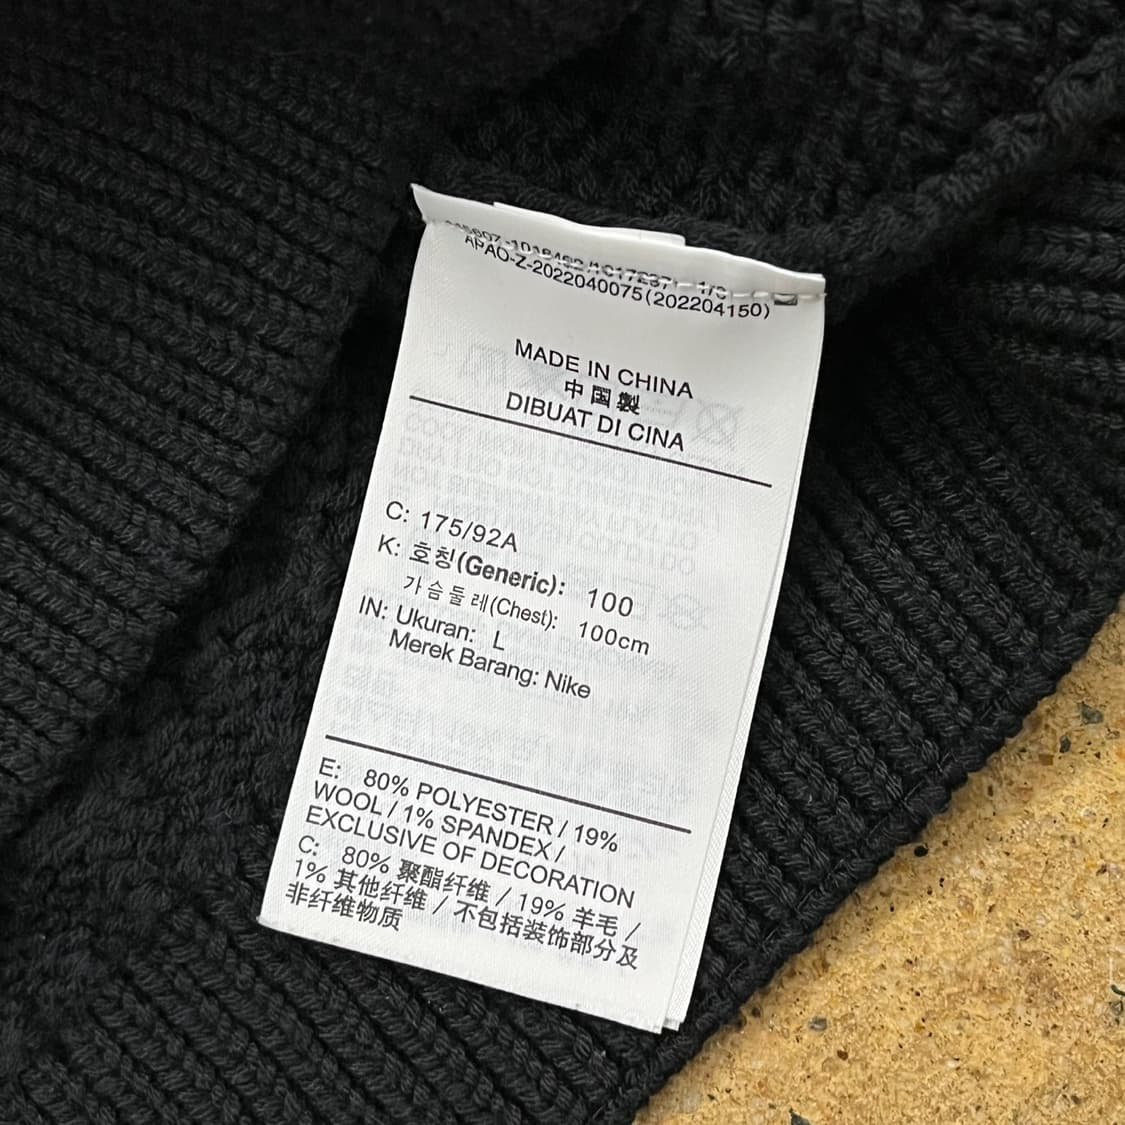 APAO-Z-2022040075(202204150)
MADE IN CHINA
中国製
DIBUAT DI CINA
C: 175/92A
K: 호칭(Generic): 100
가슴둘레(Chest): 100cm
IN: Ukuran: L
Merek Barang: Nike
E: 80% POLYESTER / 19%
WOOL / 1% SPANDEX /
EXCLUSIVE OF DECORATION
C: 80% 聚酯纤维 / 19% 羊毛 /
1% 其他纤维 / 不包括装饰部分及
非纤维物质